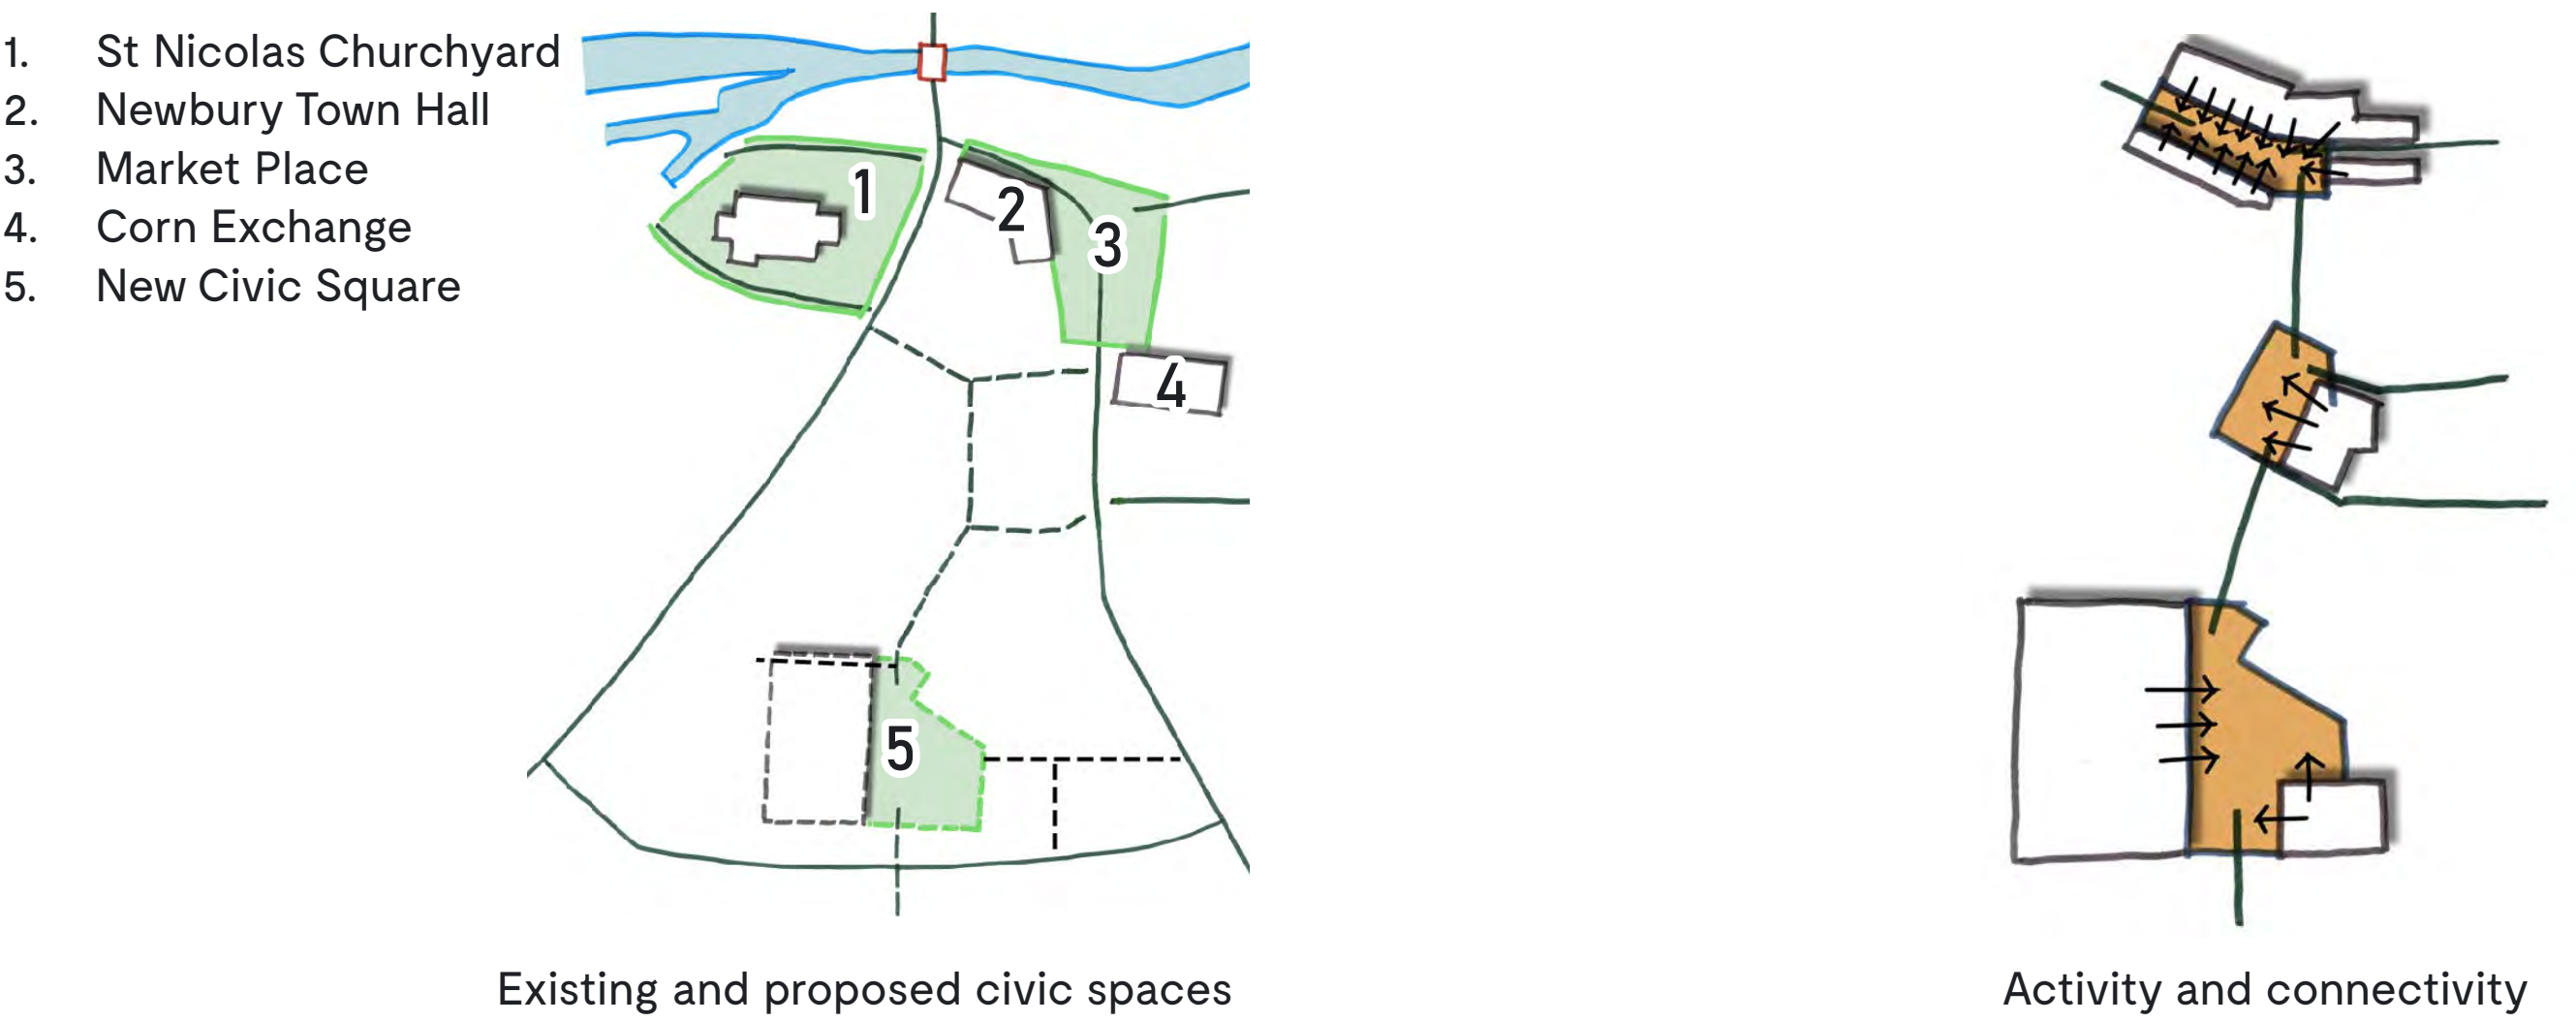 1. St Nicolas Churchyard
2. Newbury Town Hall
3. Market Place
4. Corn Exchange
5. New Civic Square
1
2
3
4
5
Existing and proposed civic spaces
Activity and connectivity